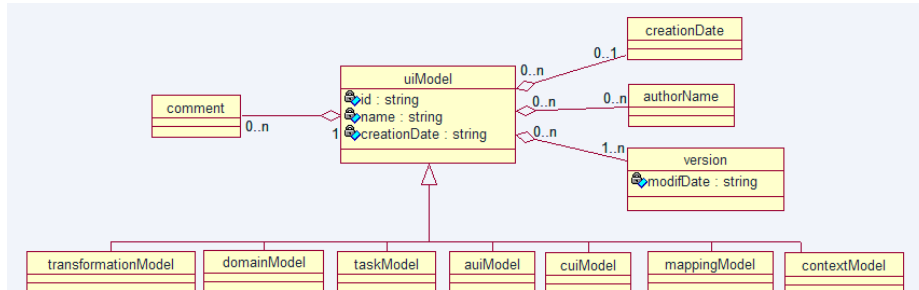 creationDate
0..n
0..1
uiModel
id : string
name : string
creationDate : string
comment
0..n
1
0..n
0..n
authorName
0..n
1..n
version
modifDate : string
transformationModel
domainModel
taskModel
auiModel
cuiModel
mappingModel
contextModel